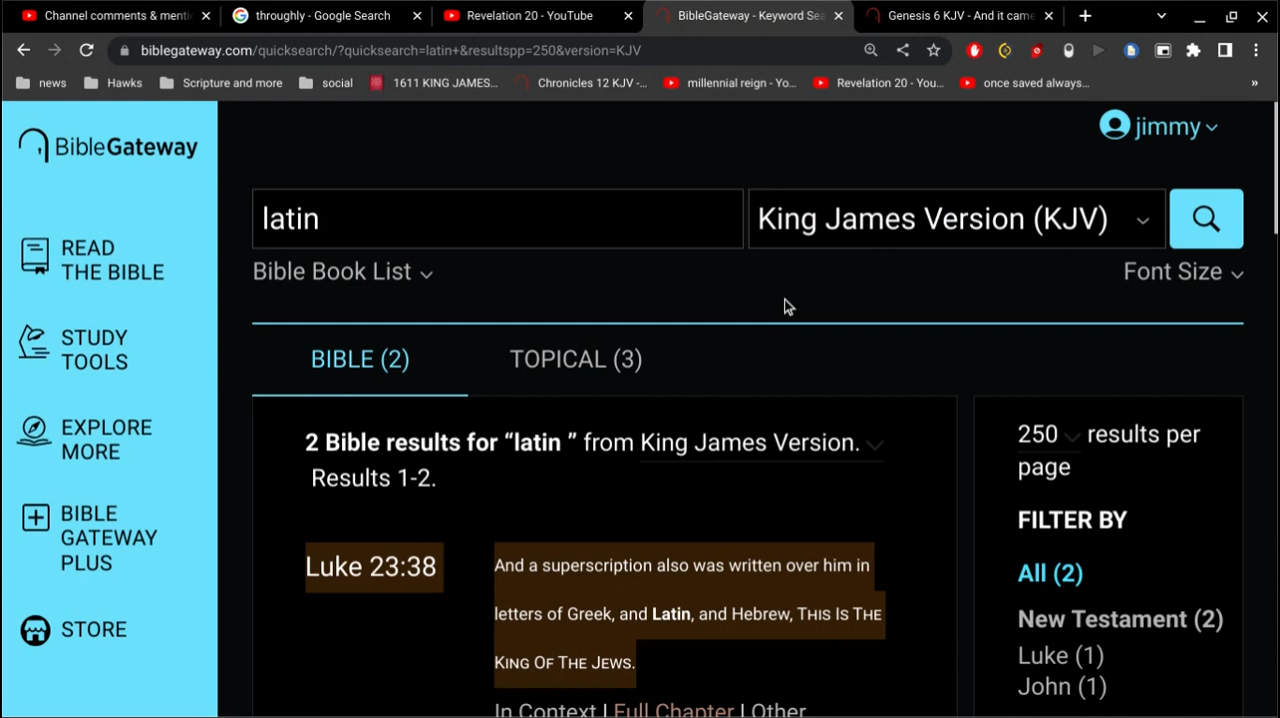 Channel comments & menti
throughly - Google Search
Revelation 20 - YouTube
BibleGateway - Keyword Sea
Genesis 6 KJV - And it came
biblegateway.com/quicksearch/?quicksearch=latin+&resultspp=250&version=KJV
news
Hawks
Scripture and more
social
1611 KING JAMES...
Chronicles 12 KJV -...
millennial reign - Yo...
Revelation 20 - You...
once saved always...
»
BibleGateway
jimmy
latin
King James Version (KJV)
Bible Book List
Font Size
READ
THE BIBLE
STUDY
TOOLS
EXPLORE
MORE
BIBLE
GATEWAY
PLUS
STORE
BIBLE (2)
TOPICAL (3)
2 Bible results for “latin ” from King James Version.
Results 1-2.
Luke 23:38
And a superscription also was written over him in
letters of Greek, and Latin, and Hebrew, This Is The
King Of The Jews.
In Context | Full Chapter | Other
250 results per
page
FILTER BY
All (2)
New Testament (2)
Luke (1)
John (1)